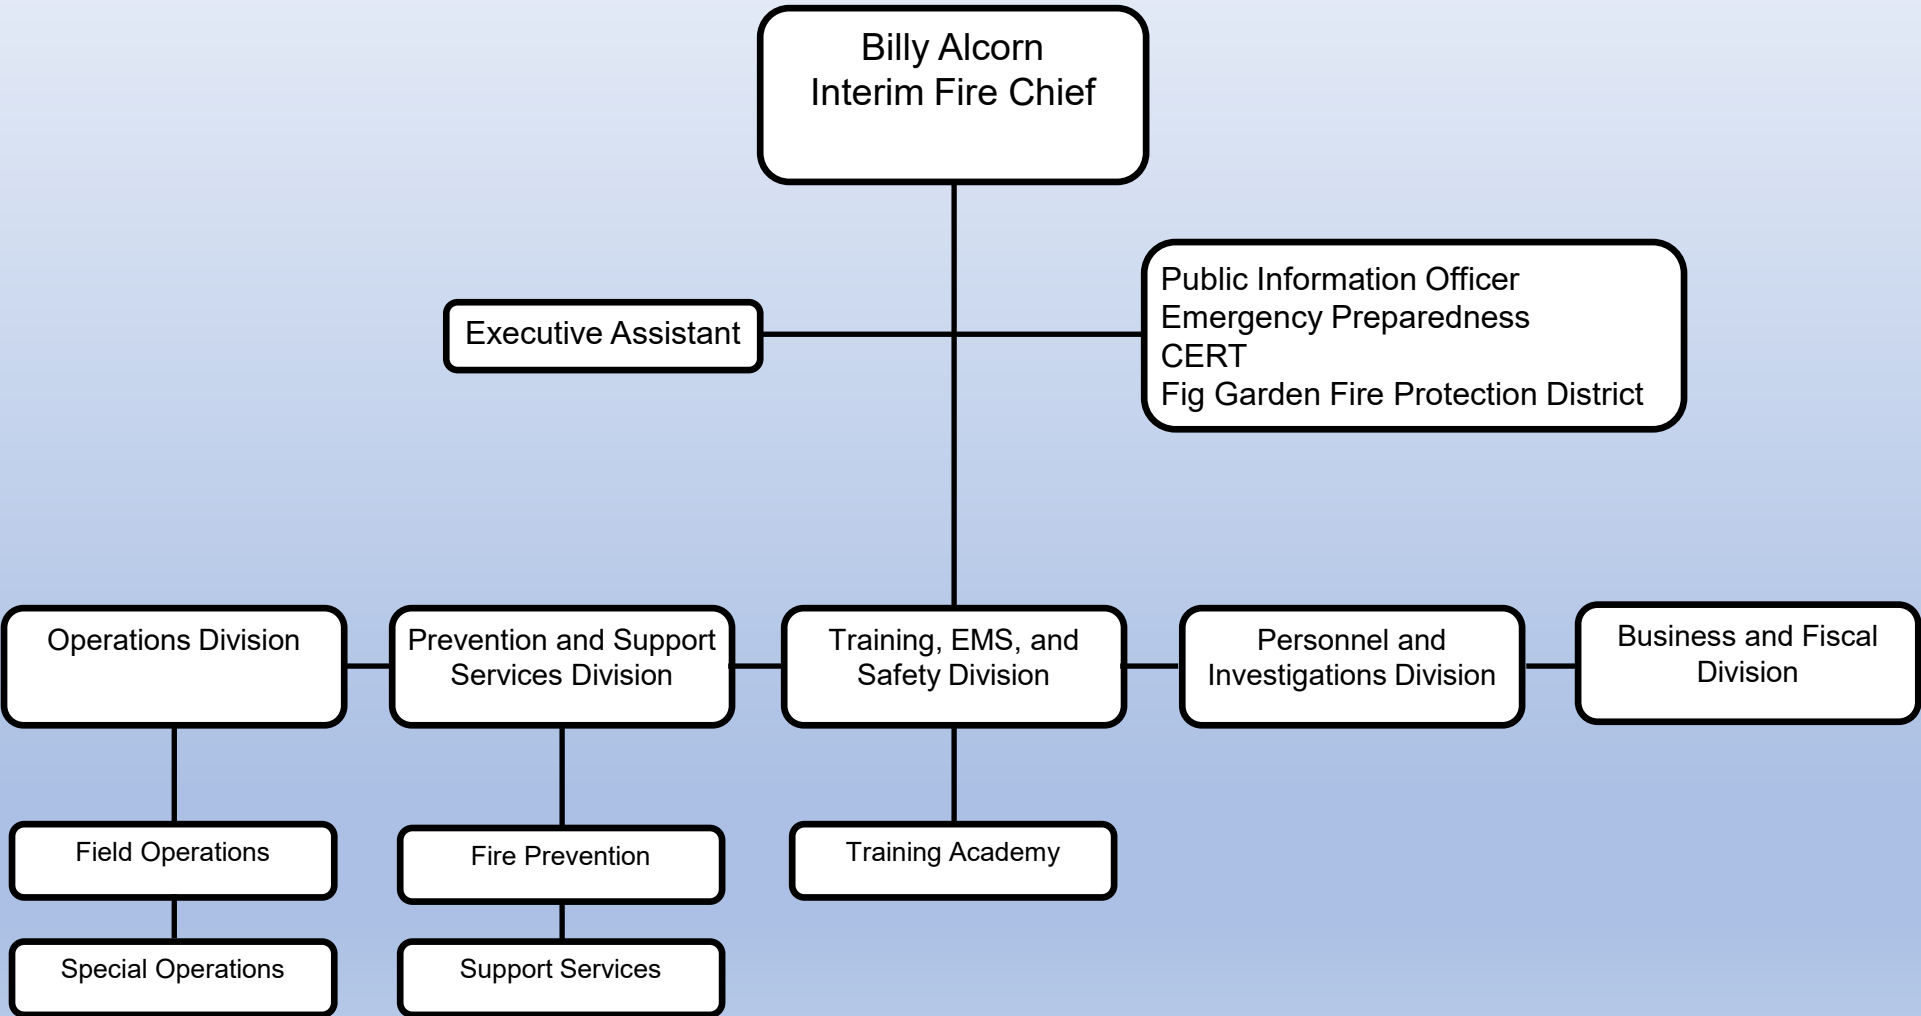 Billy Alcorn
Interim Fire Chief
Executive Assistant
Public Information Officer
Emergency Preparedness
CERT
Fig Garden Fire Protection District
Operations Division
Prevention and Support
Services Division
Training, EMS, and
Safety Division
Personnel and
Investigations Division
Business and Fiscal
Division
Field Operations
Fire Prevention
Training Academy
Special Operations
Support Services